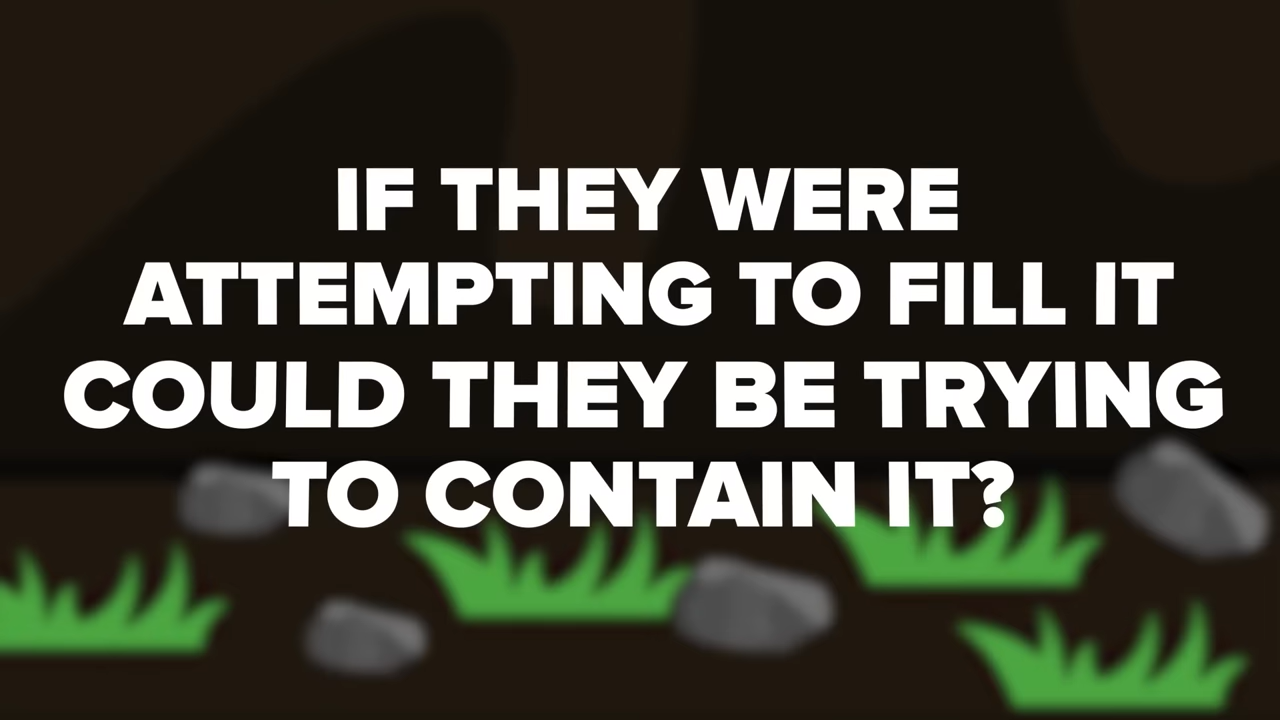 IF THEY WERE
ATTEMPTING TO FILL IT
COULD THEY BE TRYING
TO CONTAIN IT?